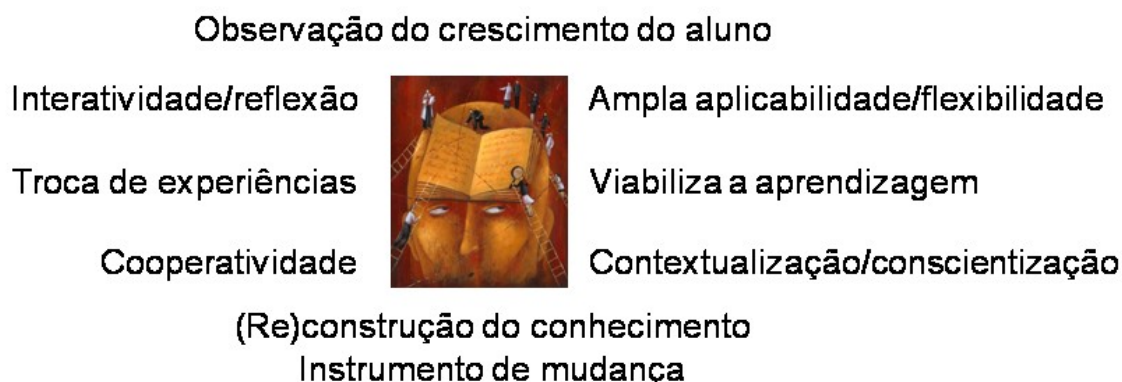 Observação do crescimento do aluno
Interatividade/reflexão
Ampla aplicabilidade/flexibilidade
Troca de experiências
Viabiliza a aprendizagem
Cooperatividade
Contextualização/conscientização
(Re)construção do conhecimento
Instrumento de mudança